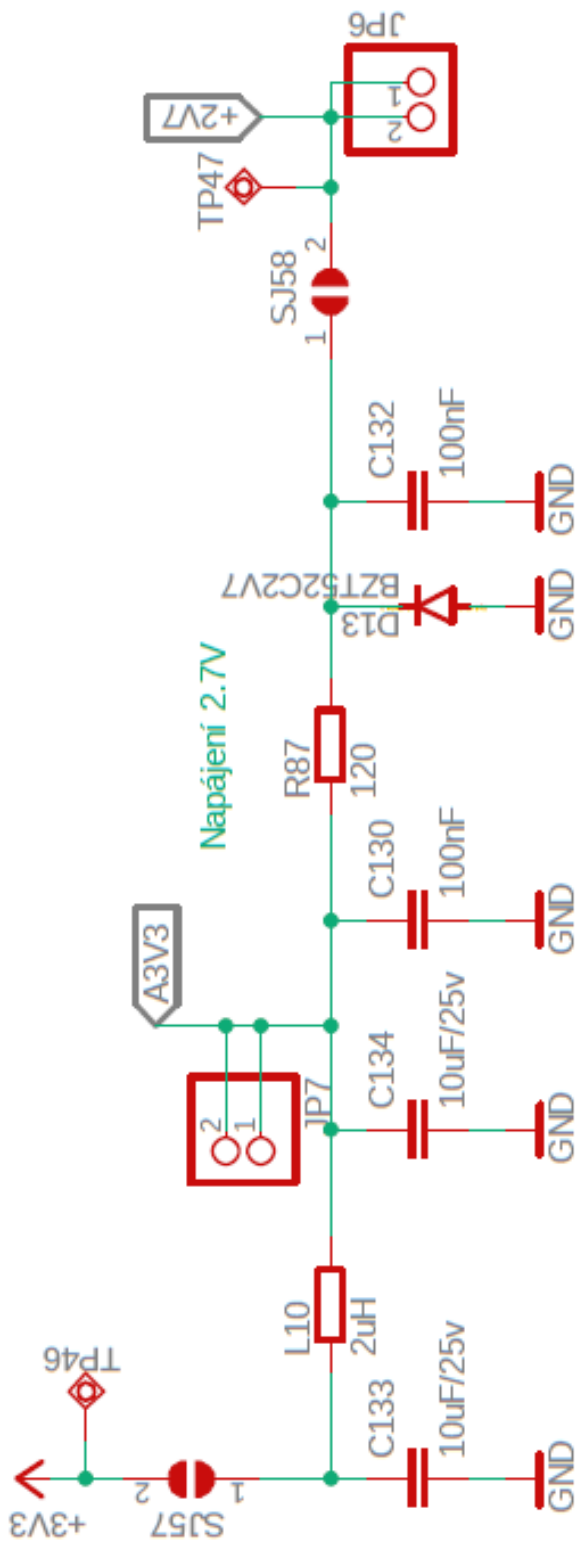 JP6
1
2
+2V7
TP47
2
SJ58
1
C132
100nF
GND
BZT52C2V7
D13
GND
Napájení 2.7V
R87
120
C130
100nF
GND
A3V3
2
1
JP7
C134
10uF/25v
GND
L10
2uH
TP46
C133
10uF/25v
GND
+3V3
2
1
SJ57